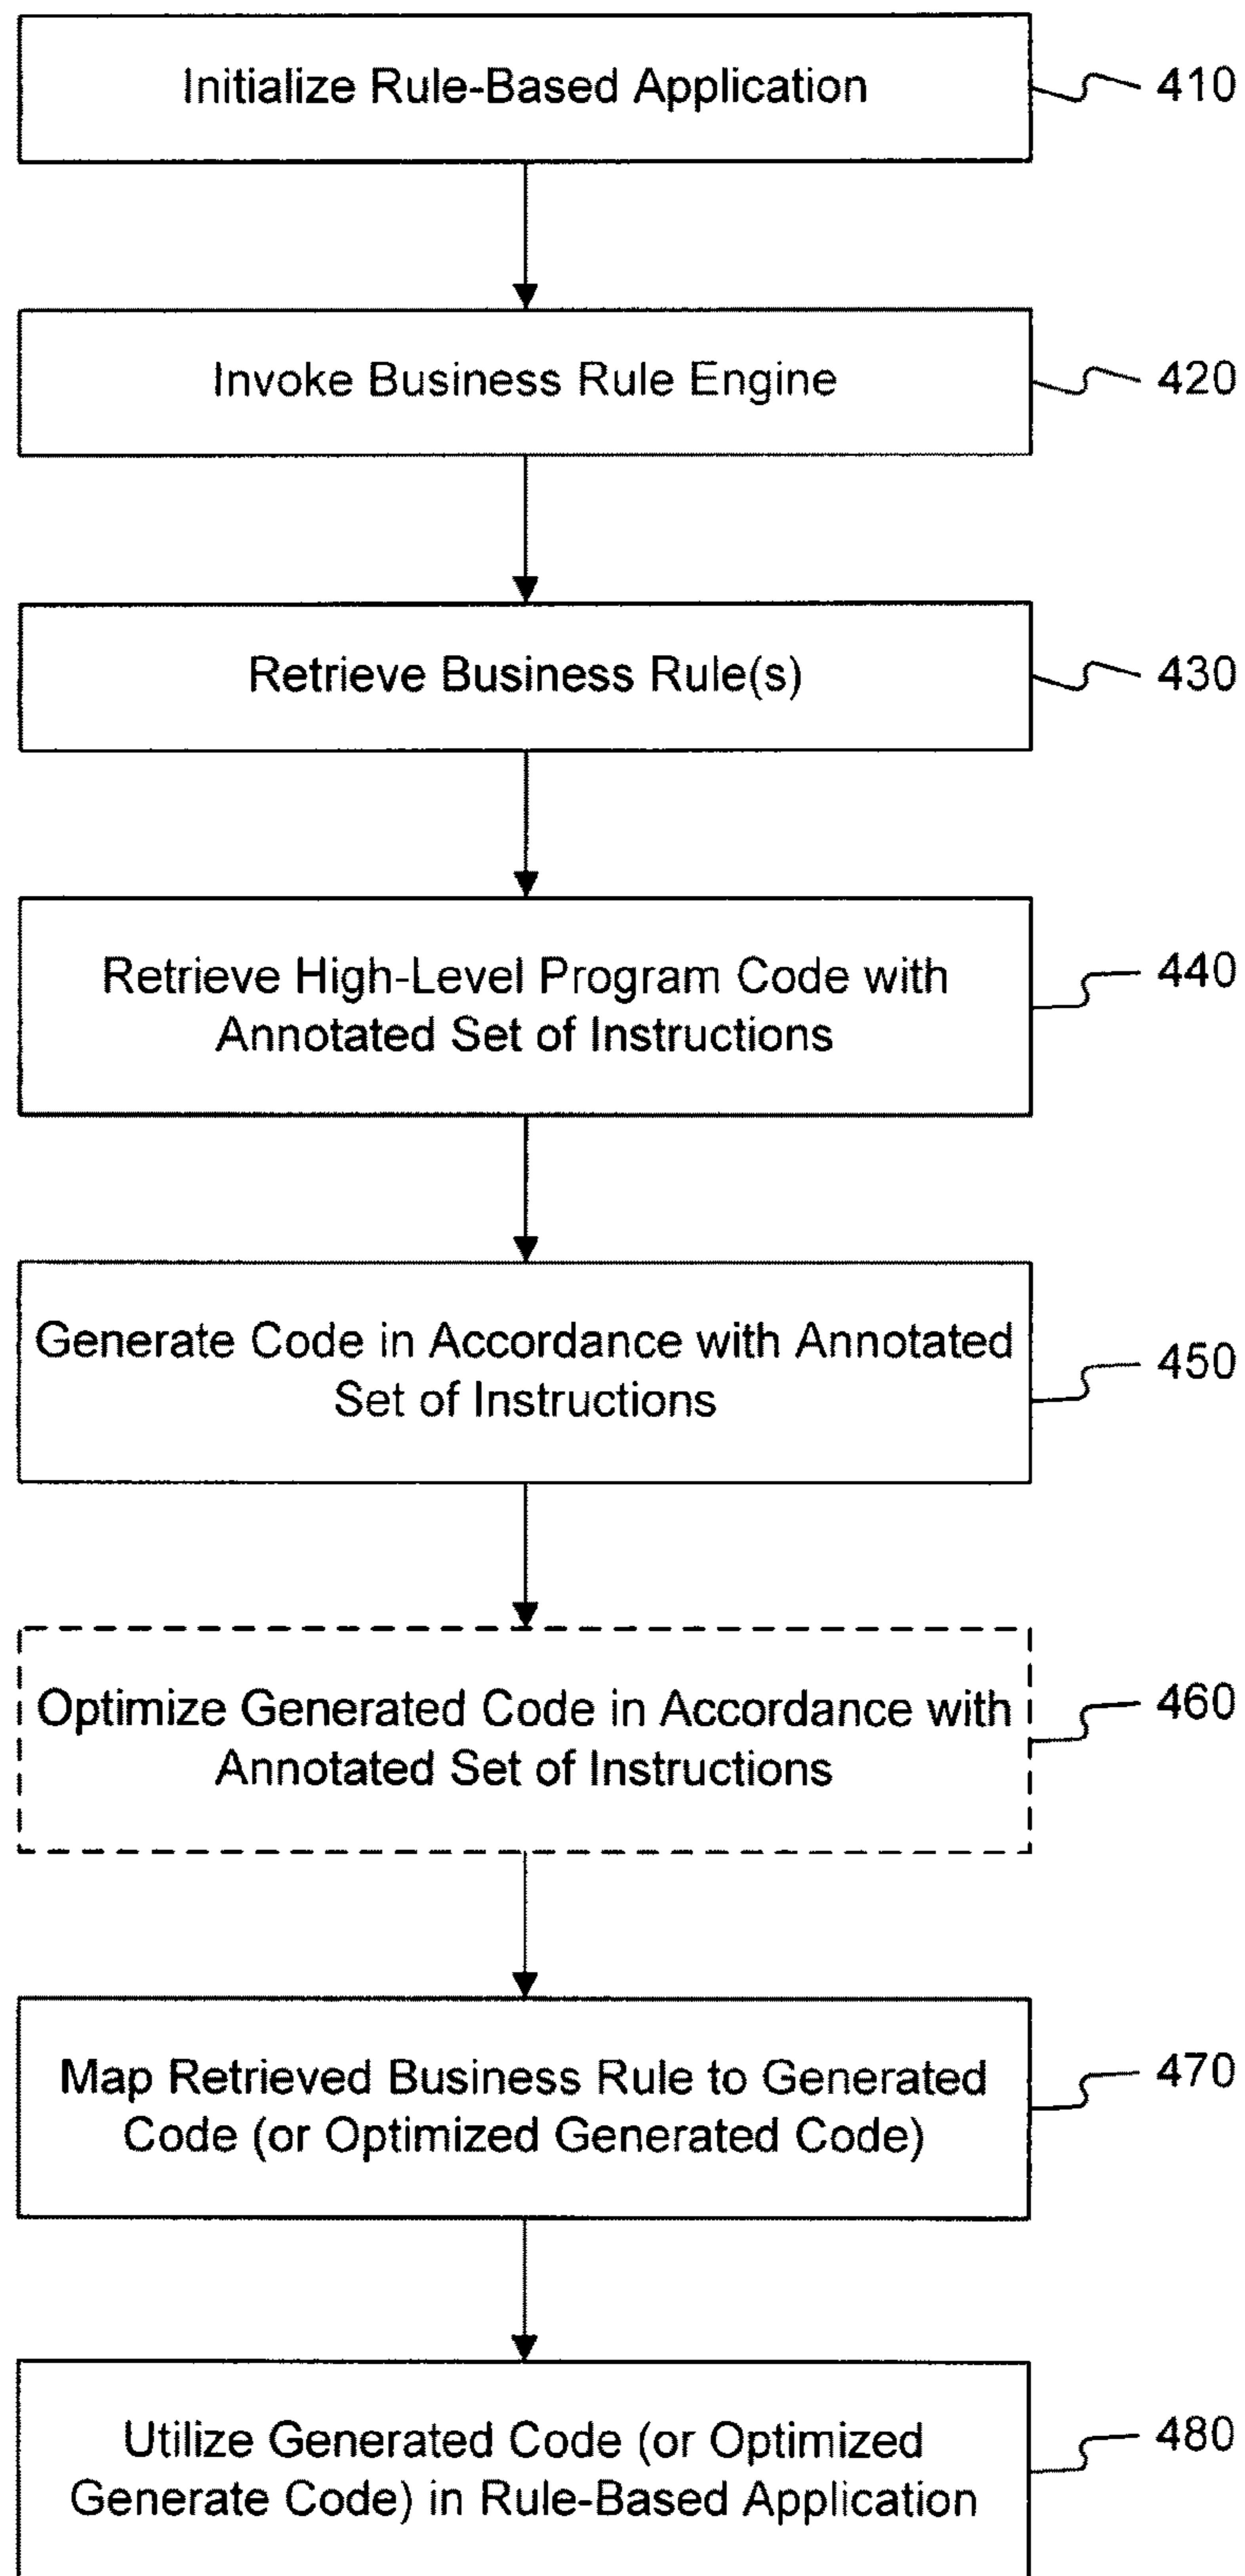 Initialize Rule-Based Application
410
Invoke Business Rule Engine
420
Retrieve Business Rule(s)
430
Retrieve High-Level Program Code with
Annotated Set of Instructions
440
Generate Code in Accordance with Annotated
Set of Instructions
450
Optimize Generated Code in Accordance with
Annotated Set of Instructions
460
Map Retrieved Business Rule to Generated
Code (or Optimized Generated Code)
470
Utilize Generated Code (or Optimized
Generate Code) in Rule-Based Application
480